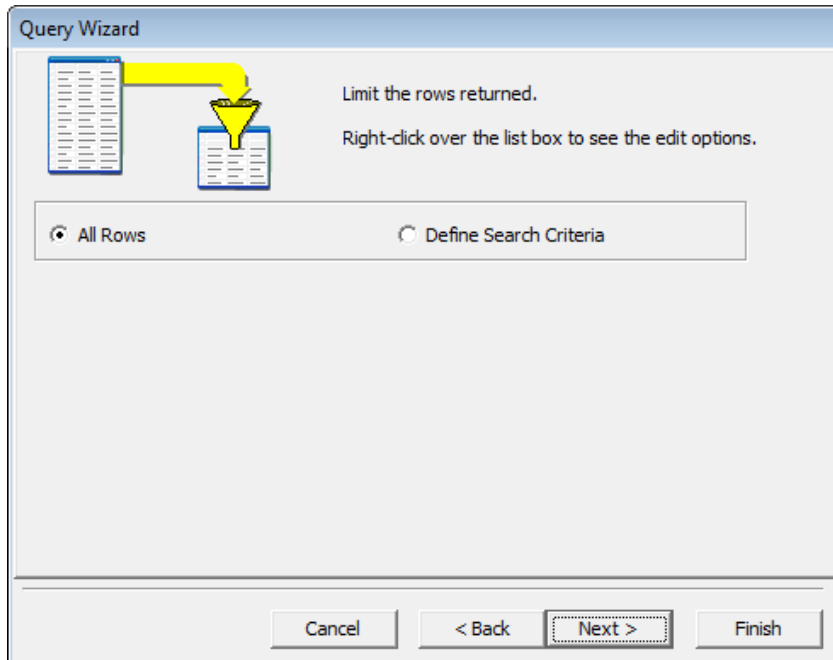 Query Wizard
Limit the rows returned.
Right-click over the list box to see the edit options.
All Rows
Define Search Criteria
Cancel
< Back
Next >
Finish